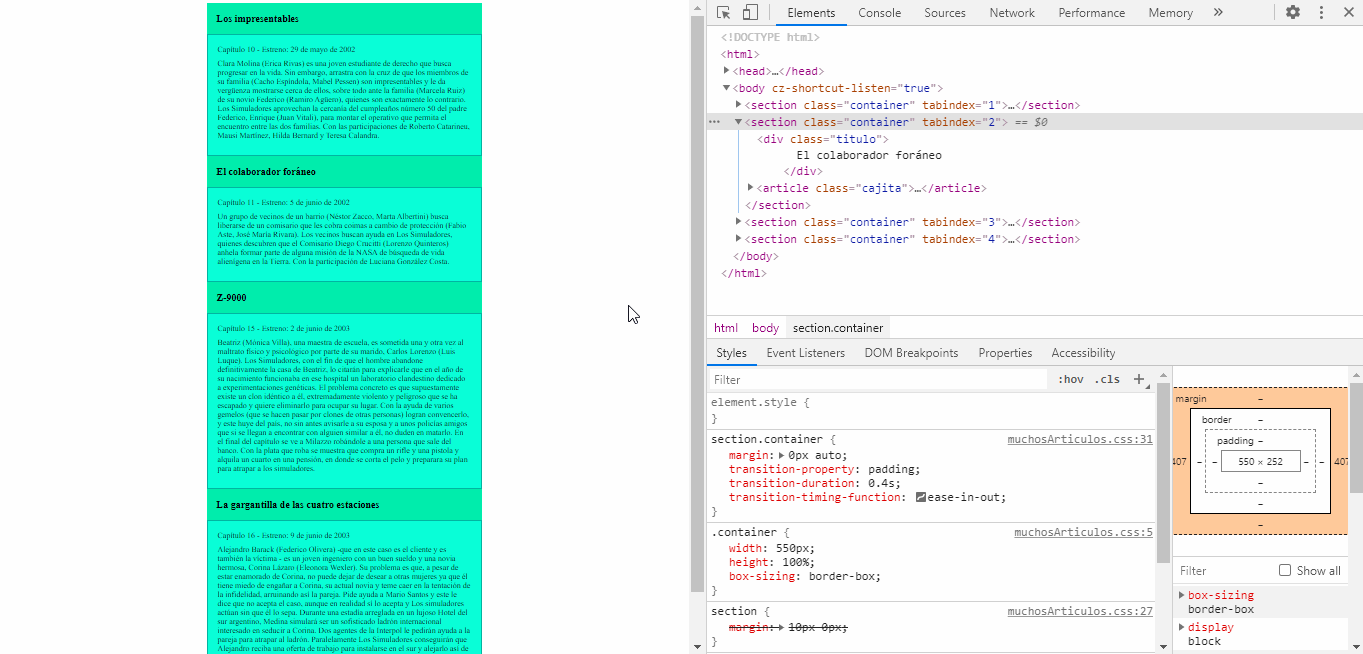 Los impresentables
Capítulo 10 - Estreno: 29 de mayo de 2002
Clara Molina (Erica Rivas) es una joven estudiante de derecho que busca
progresar en la vida. Sin embargo, arrastra con la cruz de que los miembros de
su familia (Cacho Espíndola, Mabel Pessen) son impresentables y le da
vergüenza mostrarse cerca de ellos, sobre todo ante la familia (Marcela Ruiz)
de su novio Federico (Ramiro Agüero), quienes son exactamente lo contrario.
Los Simuladores aprovechan la cercanía del cumpleaños número 50 del padre
Federico, Enrique (Juan Vitali), para montar el operativo que permita el
encuentro entre las dos familias. Con las participaciones de Roberto Catarineu,
Mausi Martínez, Hilda Bernard y Teresa Calandra.
El colaborador foráneo
Capítulo 11 - Estreno: 5 de junio de 2002
Un grupo de vecinos de un barrio (Néstor Zacco, Marta Albertini) busca
liberarse de un comisario que les cobra coimas a cambio de protección (Fabio
Aste, José María Rivara). Los vecinos buscan ayuda en Los Simuladores,
quienes descubren que el Comisario Diego Crucitti (Lorenzo Quinteros)
anhela formar parte de alguna misión de la NASA de búsqueda de vida
alienígena en la Tierra. Con la participación de Luciana González Costa.
Z-9000
Capítulo 15 - Estreno: 2 de junio de 2003
Beatriz (Mónica Villa), una maestra de escuela, es sometida una y otra vez al
maltrato físico y psicológico por parte de su marido, Carlos Lorenzo (Luis
Luque). Los Simuladores, con el fin de que el hombre abandone
definitivamente la casa de Beatriz, lo citarán para explicarle que en el año de
su nacimiento funcionaba en ese hospital un laboratorio clandestino dedicado
a experimentaciones genéticas. El problema concreto es que supuestamente
existe un clon idéntico a él, extremadamente violento y peligroso que se ha
escapado y quiere eliminarlo para ocupar su lugar. Con la ayuda de varios
gemelos (que se hacen pasar por clones de otras personas) logran convencerlo,
y este huye del país, no sin antes avisarle a su esposa y a unos policías amigos
que si se llegan a encontrar con alguien similar a él, no duden en matarlo. En
el final del capítulo se ve a Milazzo robándole a una persona que sale del
banco. Con la plata que roba se muestra que compra un rifle y una pistola y
alquila un cuarto en una pensión, en donde se corta el pelo y preparara su plan
para atrapar a los simuladores.
La gargantilla de las cuatro estaciones
Capítulo 16 - Estreno: 9 de junio de 2003
Alejandro Barack (Federico Olivera) -que en este caso es el cliente y es
también la víctima - es un joven ingeniero con un buen sueldo y una novia
hermosa, Corina Lázaro (Eleonora Wexler). Su problema es que, a pesar de
estar enamorado de Corina, no puede dejar de desear a otras mujeres ya que él
tiene miedo de engañar a Corina, su actual novia y teme caer en la tentación de
la infidelidad, arruinando así la pareja. Pide ayuda a Mario Santos y este le
dice que no acepta el caso, aunque en realidad sí lo acepta y Los simuladores
actúan sin que él lo sepa. Durante una estadía arreglada en un lujoso Hotel del
sur argentino, Medina simulará ser un sofisticado ladrón internacional
interesado en seducir a Corina. Dos agentes de la Interpol le pedirán ayuda a la
pareja para atrapar al ladrón. Paralelamente Los Simuladores conseguirán que
Alejandro reciba una oferta de trabajo para instalarse en el sur y alejarlo así de
Elements Console Sources Network Performance Memory »
<!DOCTYPE html>
<html>
<head>…</head>
<body cz-shortcut-listen="true">
<section class="container" tabindex="1">…</section>
<section class="container" tabindex="2"> == $0
<div class="titulo">
El colaborador foráneo
</div>
<article class="cajita">…</article>
</section>
<section class="container" tabindex="3">…</section>
<section class="container" tabindex="4">…</section>
</body>
</html>
html body section.container
Styles Event Listeners DOM Breakpoints Properties Accessibility
Filter :hov .cls +
element.style {
}
section.container { muchosArticulos.css:31
margin: 0px auto;
transition-property: padding;
transition-duration: 0.4s;
transition-timing-function: ease-in-out;
}
.container { muchosArticulos.css:5
width: 550px;
height: 100%;
box-sizing: border-box;
}
section { muchosArticulos.css:27
margin: 10px 0px;
}
margin –
border –
padding –
407 – – 550 × 252 – – 407
–
–
–
Filter Show all
box-sizing
border-box
display
block